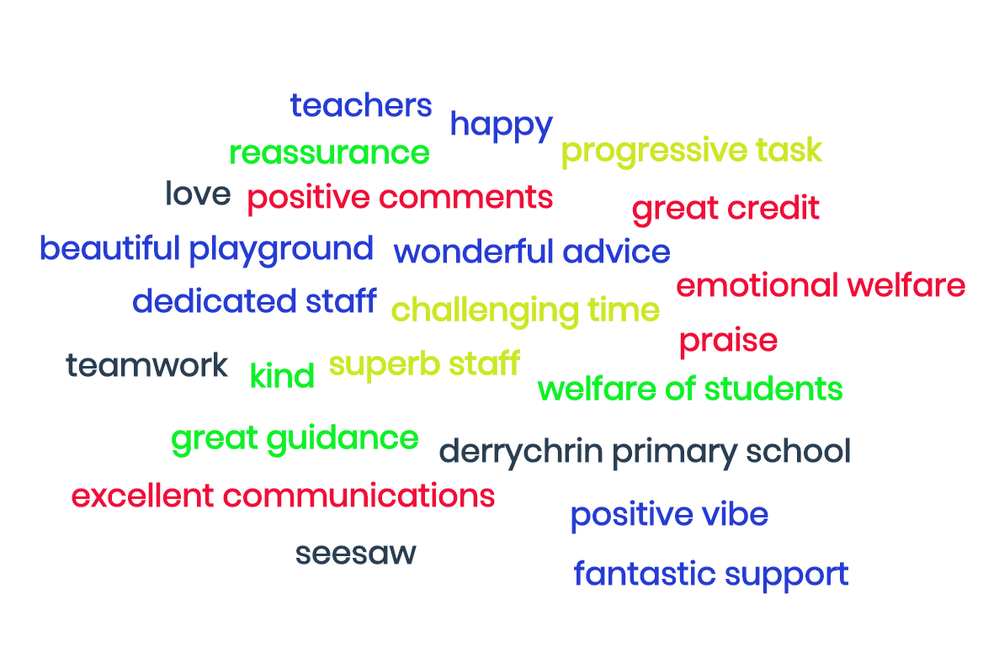 teachers
happy
reassurance
progressive task
love
positive comments
great credit
beautiful playground
wonderful advice
emotional welfare
dedicated staff
challenging time
praise
teamwork
kind
superb staff
welfare of students
great guidance
derrychrin primary school
excellent communications
positive vibe
seesaw
fantastic support